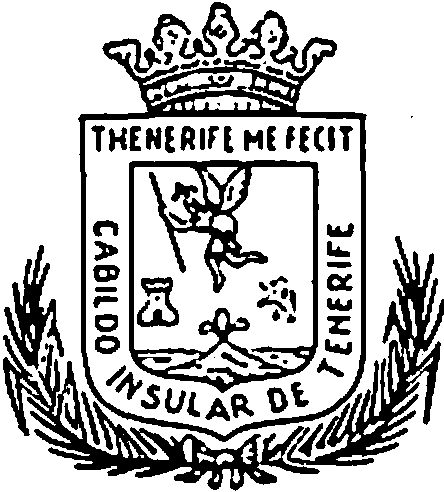 THENERIFE ME FECIT
CABILDO INSULAR DE TENERIFE